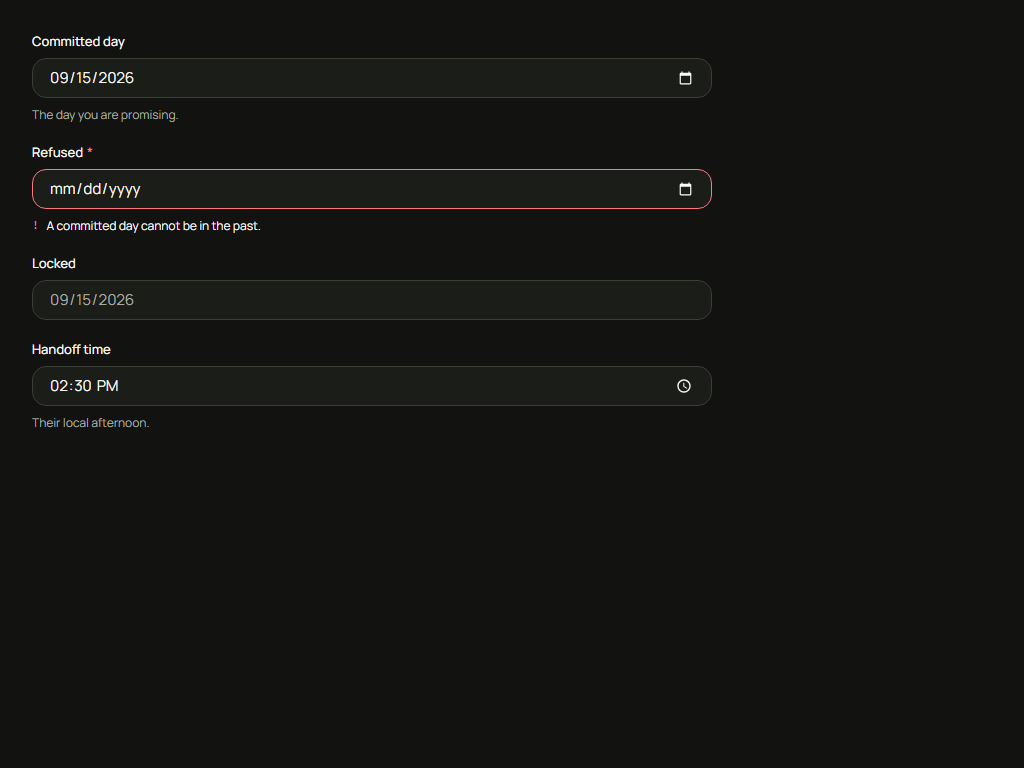 Committed day
09/15/2026
The day you are promising.
Refused *
mm/dd/yyyy
! A committed day cannot be in the past.
Locked
09/15/2026
Handoff time
02:30 PM
Their local afternoon.